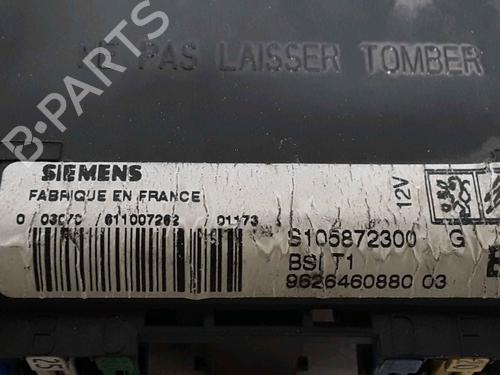 NE PAS LAISSER TOMBER
B-PARTS
SIEMENS
FABRIQUE EN FRANCE
0 03070 611007262 01173
12V
S105872300 G
BSI T1
9626460880 03
25